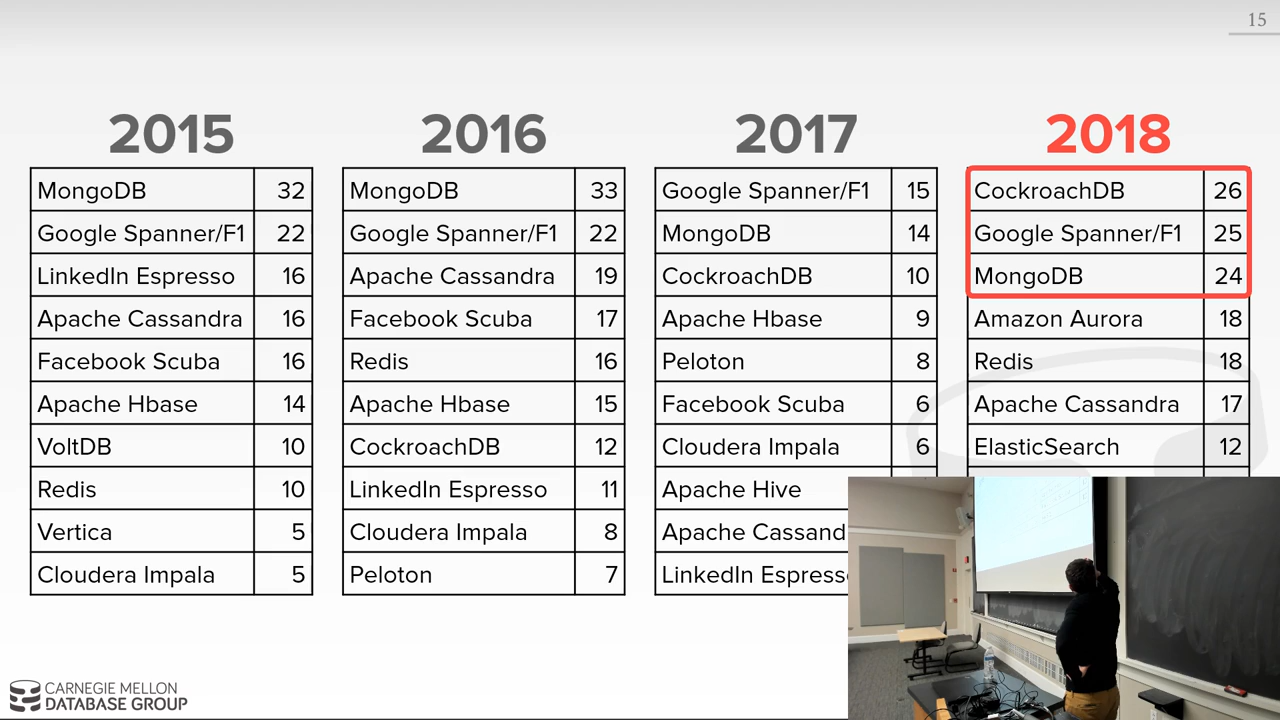 15
2015
MongoDB 32
Google Spanner/F1 22
LinkedIn Espresso 16
Apache Cassandra 16
Facebook Scuba 16
Apache Hbase 14
VoltDB 10
Redis 10
Vertica 5
Cloudera Impala 5
2016
MongoDB 33
Google Spanner/F1 22
Apache Cassandra 19
Facebook Scuba 17
Redis 16
Apache Hbase 15
CockroachDB 12
LinkedIn Espresso 11
Cloudera Impala 8
Peloton 7
2017
Google Spanner/F1 15
MongoDB 14
CockroachDB 10
Apache Hbase 9
Peloton 8
Facebook Scuba 6
Cloudera Impala 6
Apache Hive
Apache Cassand
LinkedIn Espress
2018
CockroachDB 26
Google Spanner/F1 25
MongoDB 24
Amazon Aurora 18
Redis 18
Apache Cassandra 17
ElasticSearch 12
CARNEGIE MELLON
DATABASE GROUP